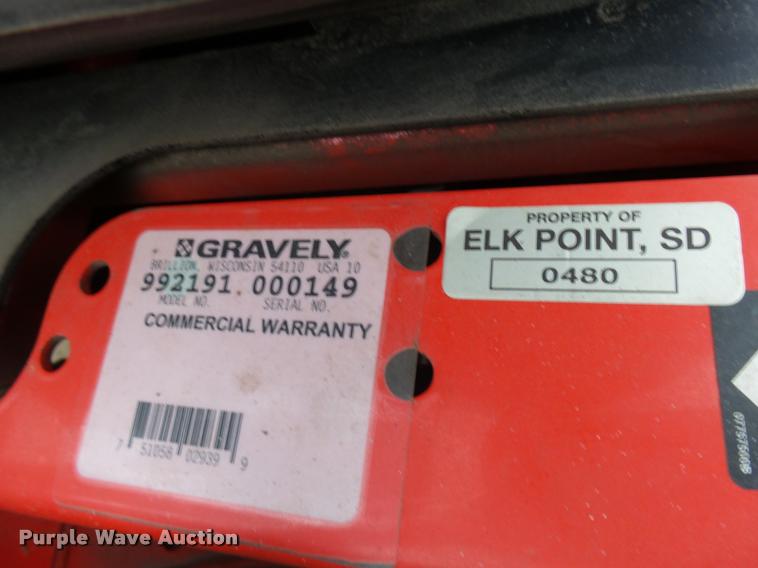 GRAVELY
BRILLION, WISCONSIN 54110 USA 10
992191 000149
MODEL NO. SERIAL NO.
COMMERCIAL WARRANTY
7 51058 02939 9
PROPERTY OF
ELK POINT, SD
0480
Purple Wave Auction